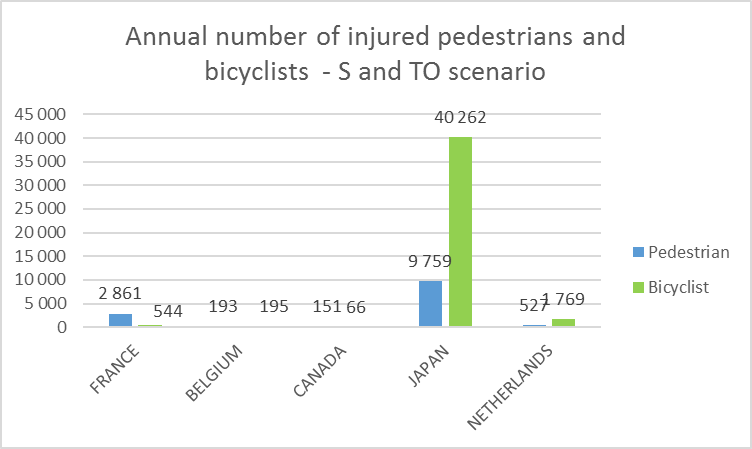 Annual number of injured pedestrians and
bicyclists - S and TO scenario
45 000
40 000
35 000
30 000
25 000
20 000
15 000
10 000
5 000
0
2 861
544
193
195
151
66
9 759
40 262
527
1 769
FRANCE
BELGIUM
CANADA
JAPAN
NETHERLANDS
Pedestrian
Bicyclist